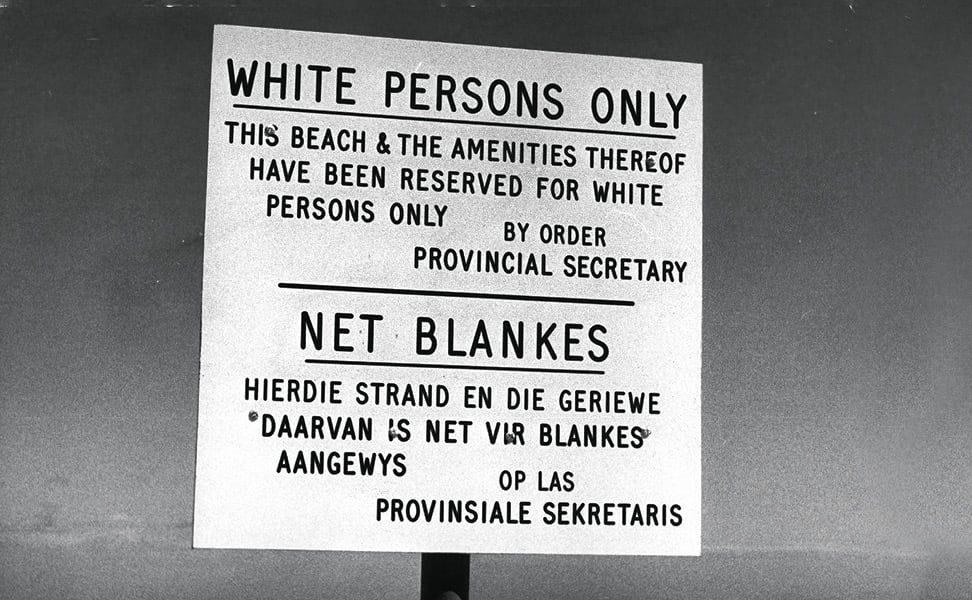 WHITE PERSONS ONLY
THIS BEACH & THE AMENITIES THEREOF
HAVE BEEN RESERVED FOR WHITE
PERSONS ONLY
BY ORDER
PROVINCIAL SECRETARY
NET BLANKES
HIERDIE STRAND EN DIE GERIEWE
DAARVAN IS NET VIR BLANKES
AANGEWYS
OP LAS
PROVINSIALE SEKRETARIS